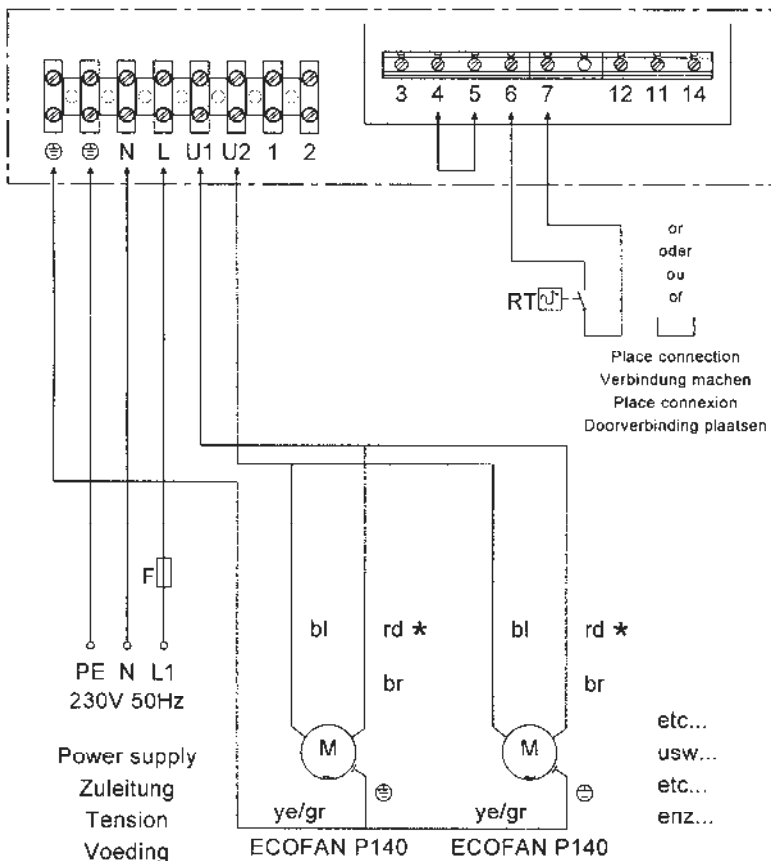 3 4 5 6 7 12 11 14
N L U1 U2 1 2
or
oder
ou
of
RT
Place connection
Verbindung machen
Place connexion
Doorverbinding plaatsen
F
bl rd * bl rd *
br br
PE N L1
230V 50Hz
M M
Power supply
Zuleitung
Tension
Voeding
etc...
usw...
etc...
enz...
ye/gr ye/gr
ECOFAN P140 ECOFAN P140